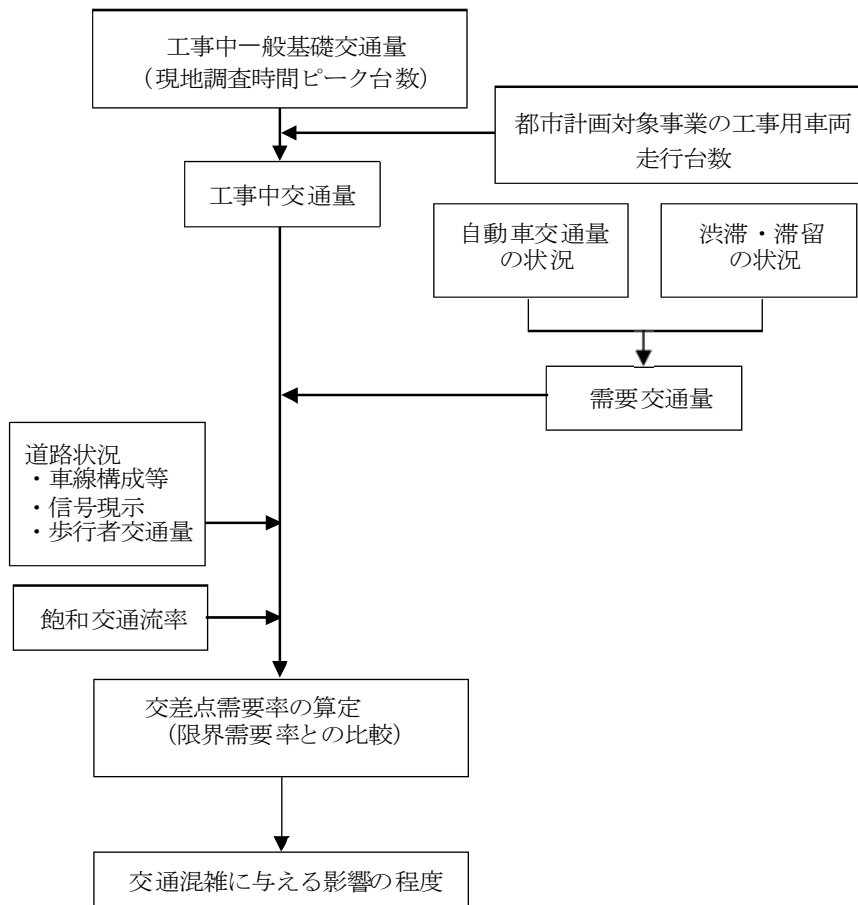 工事中一般基礎交通量
(現地調査時間ピーク台数)
都市計画対象事業の工事用車両
走行台数
工事中交通量
自動車交通量
の状況
渋滞・滞留
の状況
需要交通量
道路状況
・車線構成等
・信号現示
・歩行者交通量
飽和交通流率
交差点需要率の算定
(限界需要率との比較)
交通混雑に与える影響の程度